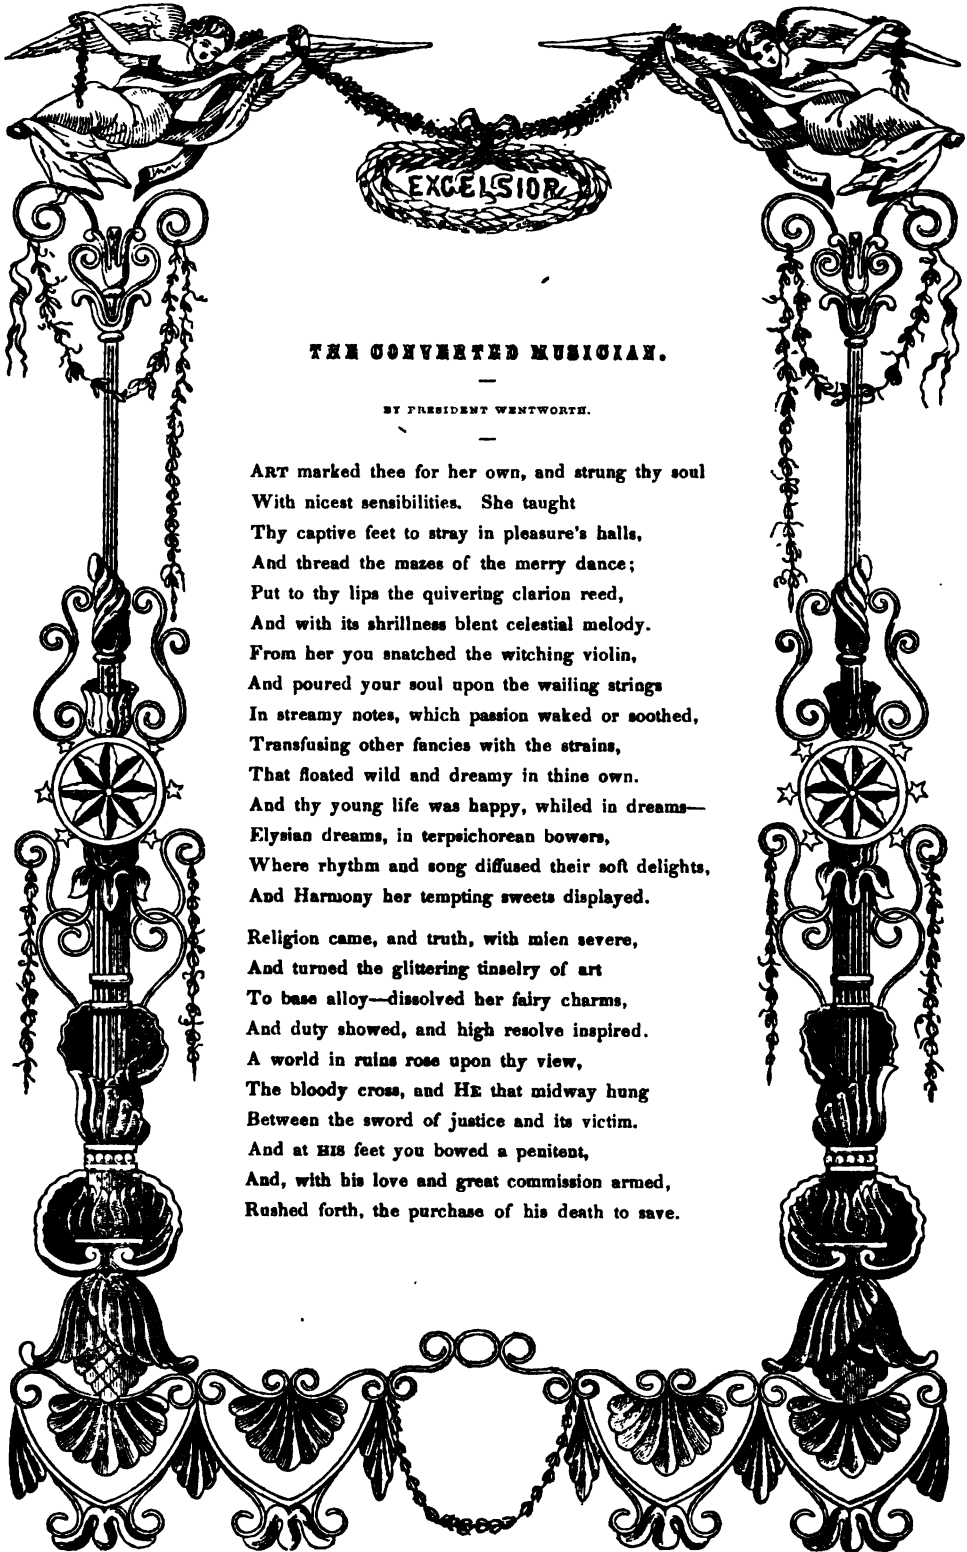 EXCELSIOR
THE CONVERTED MUSICIAN.
BY PRESIDENT WENTWORTH.
ART marked thee for her own, and strung thy soul
With nicest sensibilities. She taught
Thy captive feet to stray in pleasure's halls,
And thread the mazes of the merry dance;
Put to thy lips the quivering clarion reed,
And with its shrillness blent celestial melody.
From her you snatched the witching violin,
And poured your soul upon the wailing strings
In streamy notes, which passion waked or soothed,
Transfusing other fancies with the strains,
That floated wild and dreamy in thine own.
And thy young life was happy, whiled in dreams—
Elysian dreams, in terpsichorean bowers,
Where rhythm and song diffused their soft delights,
And Harmony her tempting sweets displayed.
Religion came, and truth, with mien severe,
And turned the glittering tinselry of art
To base alloy—dissolved her fairy charms,
And duty showed, and high resolve inspired.
A world in ruins rose upon thy view,
The bloody cross, and HE that midway hung
Between the sword of justice and its victim.
And at HIS feet you bowed a penitent,
And, with his love and great commission armed,
Rushed forth, the purchase of his death to save.